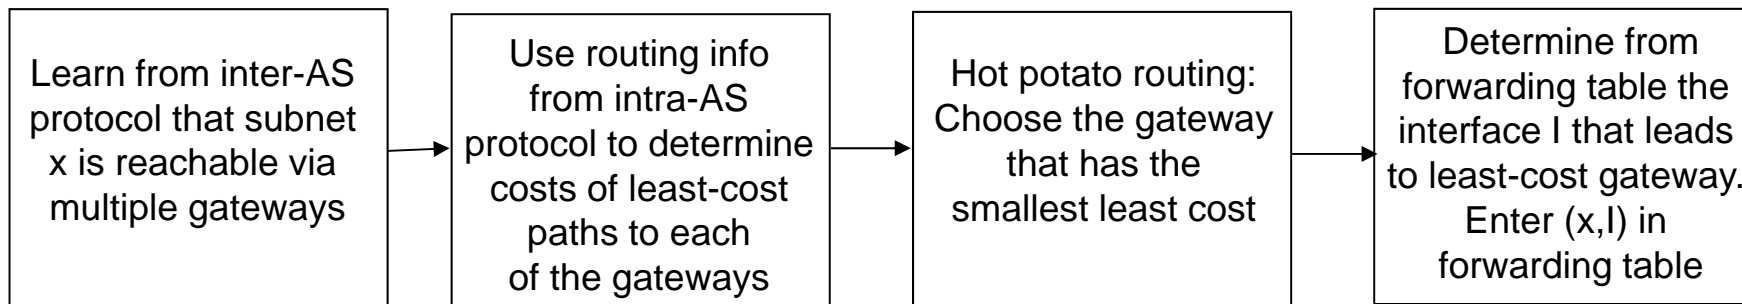 Learn from inter-AS
protocol that subnet
x is reachable via
multiple gateways
Use routing info
from intra-AS
protocol to determine
costs of least-cost
paths to each
of the gateways
Hot potato routing:
Choose the gateway
that has the
smallest least cost
Determine from
forwarding table the
interface I that leads
to least-cost gateway.
Enter (x,I) in
forwarding table